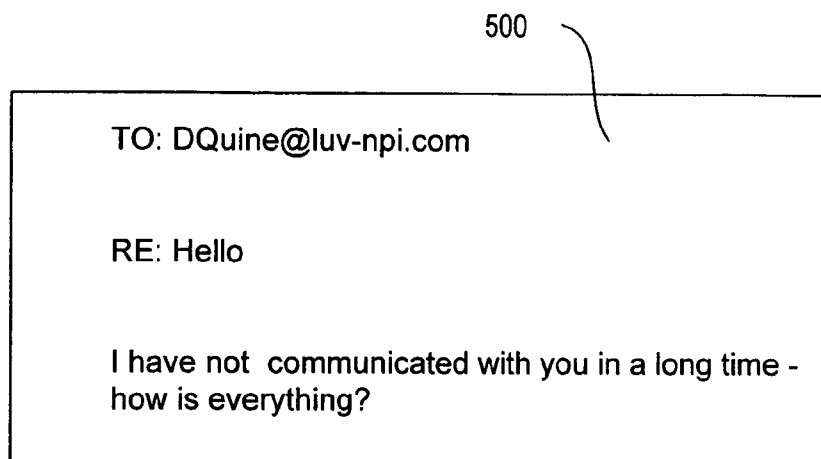 500
TO: DQuine@luv-npi.com
RE: Hello
I have not communicated with you in a long time -
how is everything?